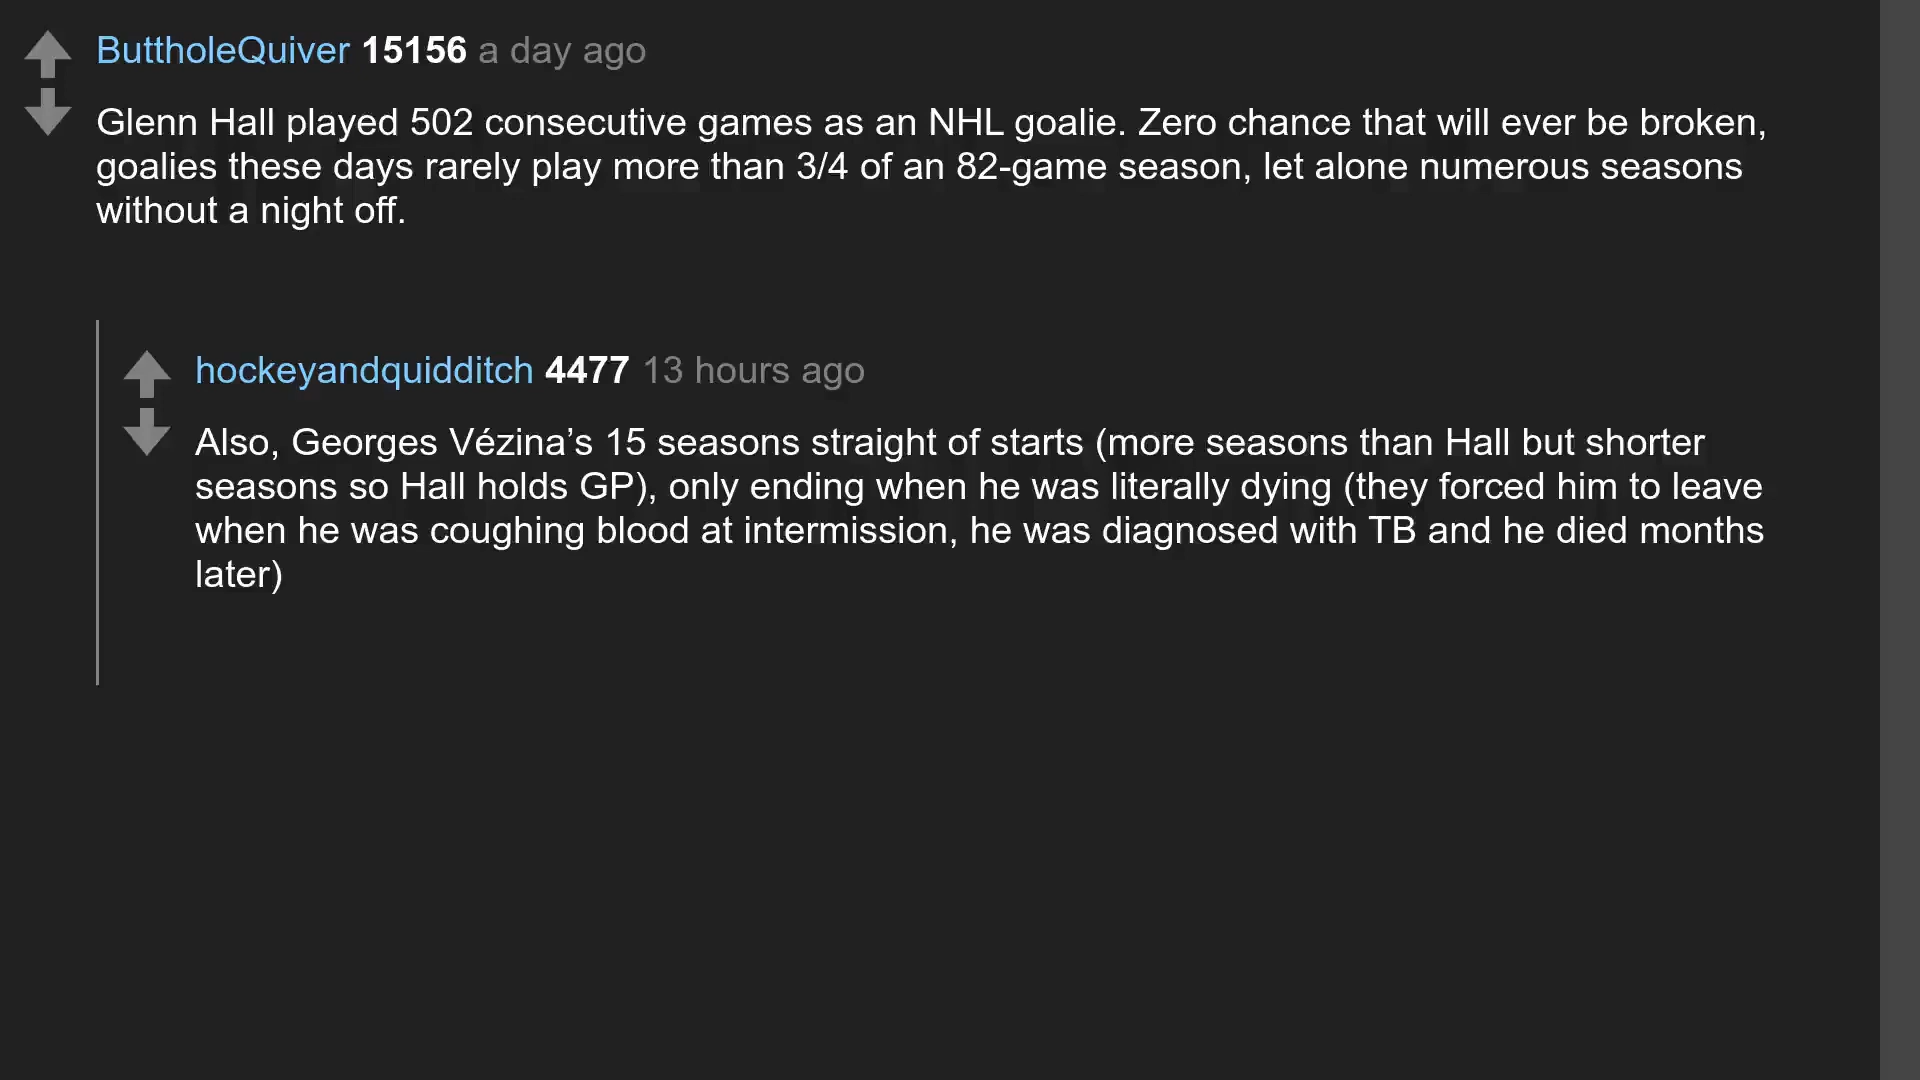 ButtholeQuiver 15156 a day ago
Glenn Hall played 502 consecutive games as an NHL goalie. Zero chance that will ever be broken,
goalies these days rarely play more than 3/4 of an 82-game season, let alone numerous seasons
without a night off.
hockeyandquidditch 4477 13 hours ago
Also, Georges Vézina’s 15 seasons straight of starts (more seasons than Hall but shorter
seasons so Hall holds GP), only ending when he was literally dying (they forced him to leave
when he was coughing blood at intermission, he was diagnosed with TB and he died months
later)